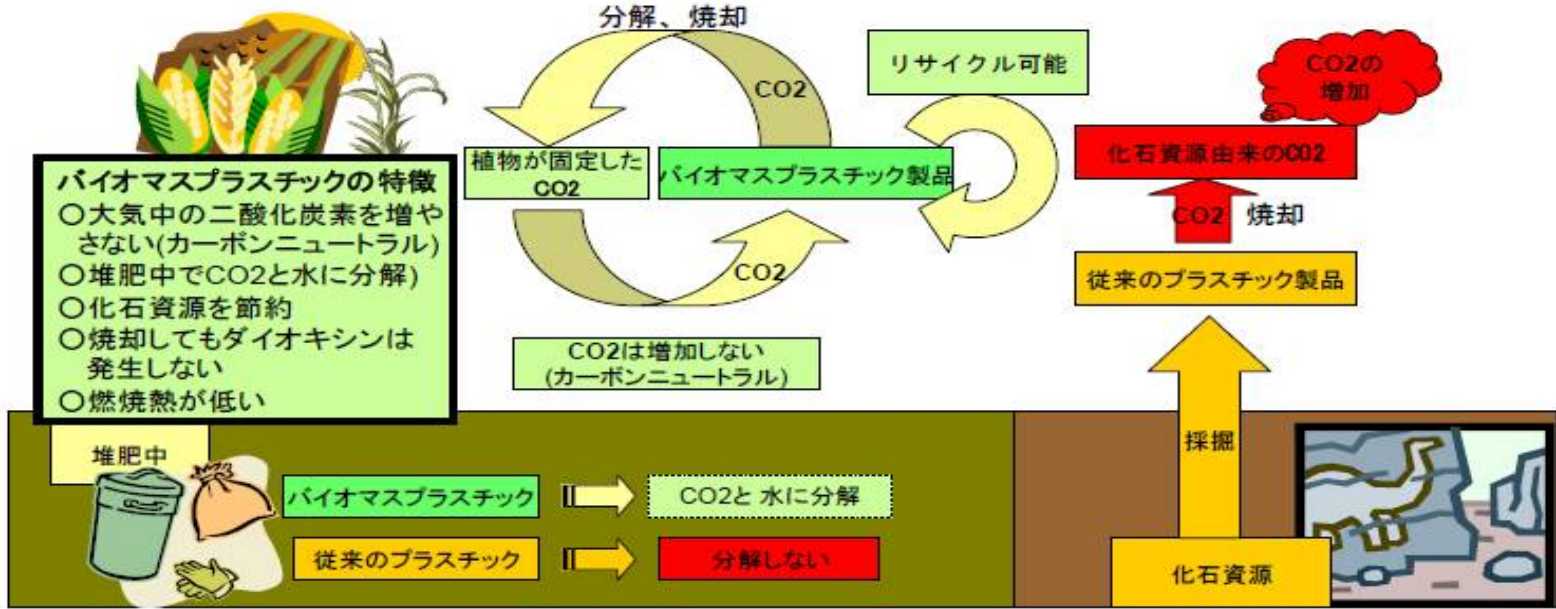 分解、焼却
CO2
リサイクル可能
CO2の
増加
植物が固定した
CO2
バイオマスプラスチック製品
化石資源由来のCO2
CO2 焼却
CO2
従来のプラスチック製品
CO2は増加しない
(カーボンニュートラル)
バイオマスプラスチックの特徴
○大気中の二酸化炭素を増や
さない(カーボンニュートラル)
○堆肥中でCO2と水に分解)
○化石資源を節約
○焼却してもダイオキシンは
発生しない
○燃焼熱が低い
堆肥中
バイオマスプラスチック
CO2と 水に分解
従来のプラスチック
分解しない
採掘
化石資源